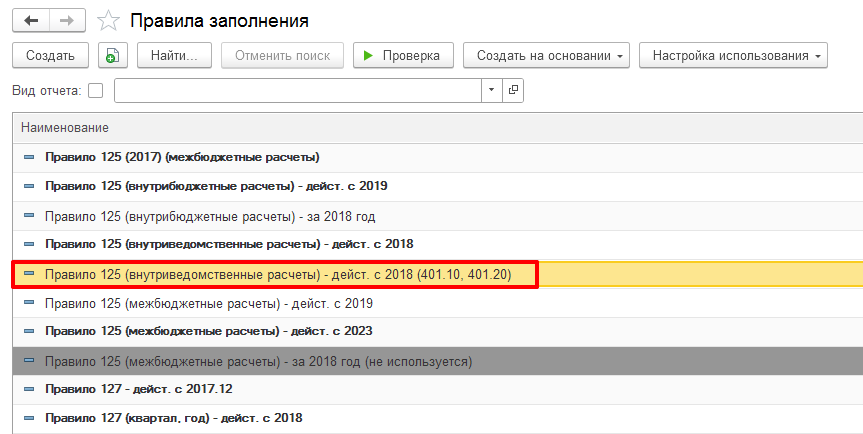 Правила заполнения
Создать Найти... Отменить поиск Проверка Создать на основании Настройка использования
Вид отчета:
Наименование
Правило 125 (2017) (межбюджетные расчеты)
Правило 125 (внутрибюджетные расчеты) - дейст. с 2019
Правило 125 (внутрибюджетные расчеты) - за 2018 год
Правило 125 (внутриведомственные расчеты) - дейст. с 2018
Правило 125 (внутриведомственные расчеты) - дейст. с 2018 (401.10, 401.20)
Правило 125 (межбюджетные расчеты) - дейст. с 2019
Правило 125 (межбюджетные расчеты) - дейст. с 2023
Правило 125 (межбюджетные расчеты) - за 2018 год (не используется)
Правило 127 - дейст. с 2017.12
Правило 127 (квартал, год) - дейст. с 2018